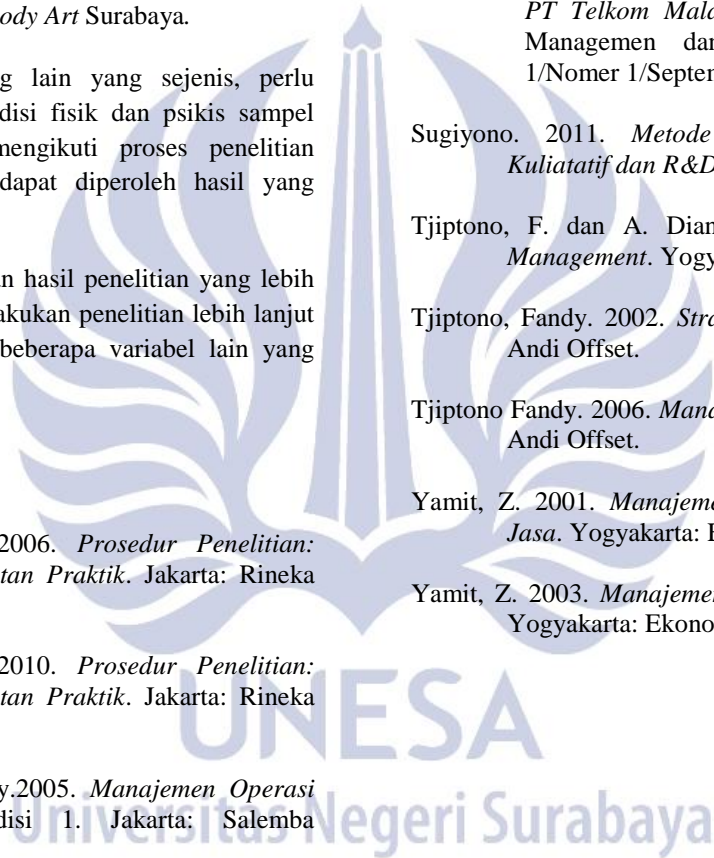 ody Art Surabaya.
g lain yang sejenis, perlu
disi fisik dan psikis sampel
mengikuti proses penelitian
dapat diperoleh hasil yang
n hasil penelitian yang lebih
akukan penelitian lebih lanjut
beberapa variabel lain yang
2006. Prosedur Penelitian:
tan Praktik. Jakarta: Rineka
2010. Prosedur Penelitian:
tan Praktik. Jakarta: Rineka
y.2005. Manajemen Operasi
disi 1. Jakarta: Salemba
PT Telkom Mala
Managemen dan
1/Nomer 1/Septem
Sugiyono. 2011. Metode
Kuliatatif dan R&D
Tjiptono, F. dan A. Dian
Management. Yogy
Tjiptono, Fandy. 2002. Stra
Andi Offset.
Tjiptono Fandy. 2006. Mana
Andi Offset.
Yamit, Z. 2001. Manajeme
Jasa. Yogyakarta: E
Yamit, Z. 2003. Manajemen
Yogyakarta: Ekono
UNESA
Universitas Negeri Surabaya